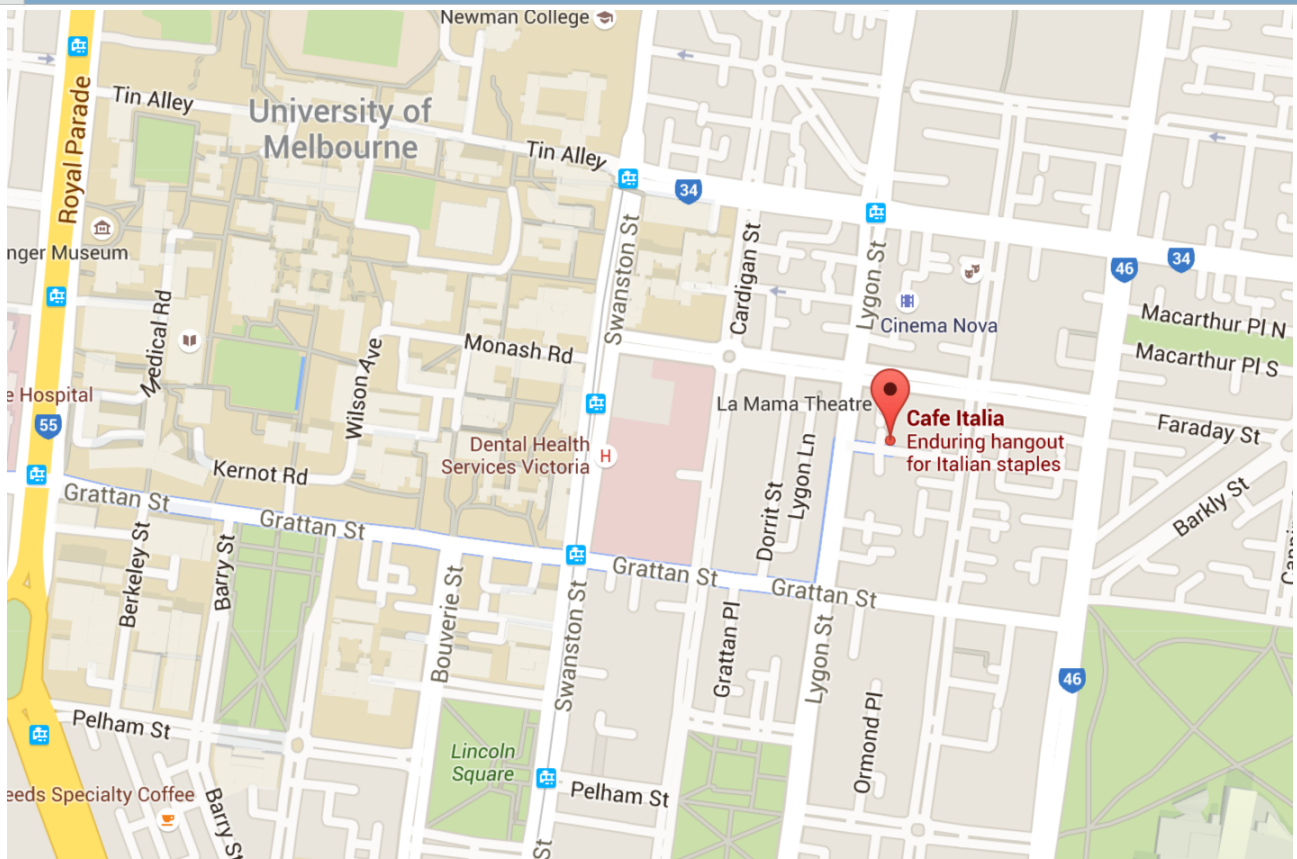 Newman College
Royal Parade
Tin Alley
University of
Melbourne
Tin Alley
34
Swanston St
Cardigan St
Lygon St
46
34
nger Museum
Medical Rd
Cinema Nova
Macarthur Pl N
Macarthur Pl S
Wilson Ave
Monash Rd
e Hospital
55
La Mama Theatre
Cafe Italia
Enduring hangout
for Italian staples
Faraday St
Dental Health
Services Victoria
H
Kernot Rd
Lygon Ln
Dorrit St
Barkly St
Grattan St
Grattan St
Berkeley St
Barry St
Bouverie St
Grattan St
Grattan St
Swanston St
Grattan Pl
Lygon St
46
Ormond Pl
Pelham St
Lincoln
Square
Pelham St
eeds Specialty Coffee
Barry St
St